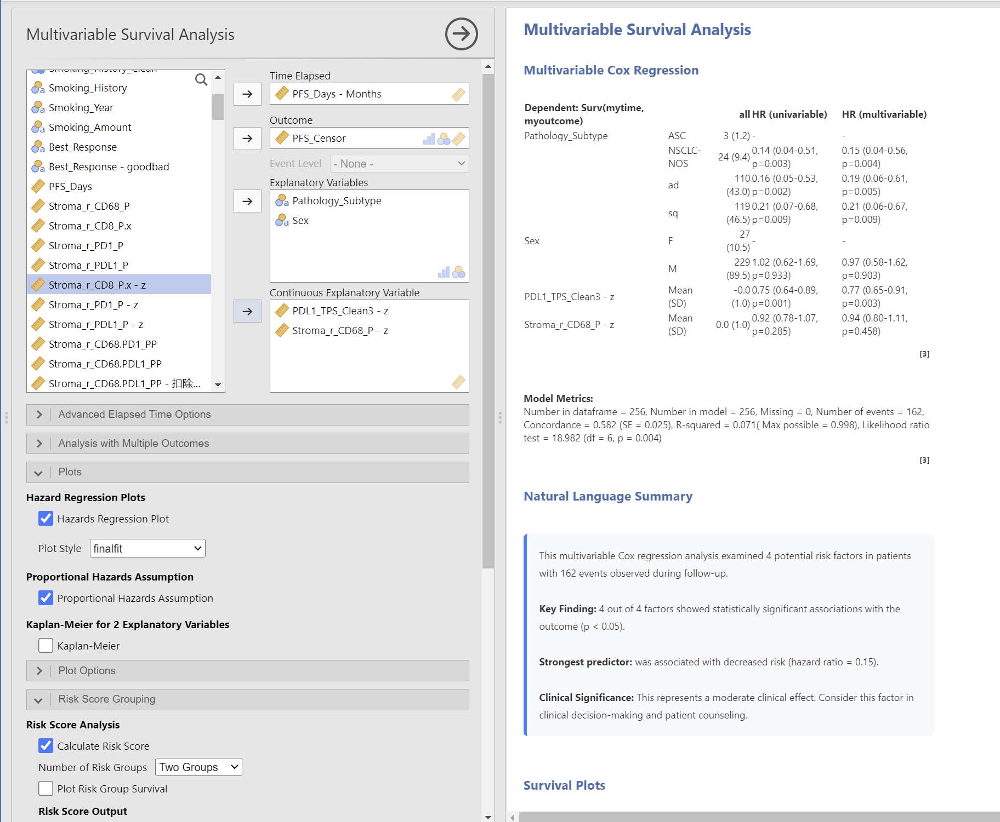 Multivariable Survival Analysis
Smoking_History_Clean
Smoking_History
Smoking_Year
Smoking_Amount
Best_Response
Best_Response - goodbad
PFS_Days
Stroma_r_CD68_P
Stroma_r_CD8_P.x
Stroma_r_PD1_P
Stroma_r_PDL1_P
Stroma_r_CD8_P.x - z
Stroma_r_PD1_P - z
Stroma_r_PDL1_P - z
Stroma_r_CD68.PD1_PP
Stroma_r_CD68.PDL1_PP
Stroma_r_CD68.PDL1_PP - 扣除...
Time Elapsed
PFS_Days - Months
Outcome
PFS_Censor
Event Level - None -
Explanatory Variables
Pathology_Subtype
Sex
Continuous Explanatory Variable
PDL1_TPS_Clean3 - z
Stroma_r_CD68_P - z
Advanced Elapsed Time Options
Analysis with Multiple Outcomes
Plots
Hazard Regression Plots
Hazards Regression Plot
Plot Style finalfit
Proportional Hazards Assumption
Proportional Hazards Assumption
Kaplan-Meier for 2 Explanatory Variables
Kaplan-Meier
Plot Options
Risk Score Grouping
Risk Score Analysis
Calculate Risk Score
Number of Risk Groups Two Groups
Plot Risk Group Survival
Risk Score Output
Multivariable Survival Analysis
Multivariable Cox Regression
Dependent: Surv(mytime,
myoutcome) all HR (univariable) HR (multivariable)
Pathology_Subtype ASC 3 (1.2) - -
NSCLC- 0.14 (0.04-0.51, 0.15 (0.04-0.56,
NOS 24 (9.4) p=0.003) p=0.004)
ad 110 0.16 (0.05-0.53, 0.19 (0.06-0.61,
(43.0) p=0.002) p=0.005)
sq 119 0.21 (0.07-0.68, 0.21 (0.06-0.67,
(46.5) p=0.009) p=0.009)
Sex F 27
(10.5) - -
M 229 1.02 (0.62-1.69, 0.97 (0.58-1.62,
(89.5) p=0.933) p=0.903)
PDL1_TPS_Clean3 - z Mean -0.0 0.75 (0.64-0.89, 0.77 (0.65-0.91,
(SD) (1.0) p=0.001) p=0.003)
Stroma_r_CD68_P - z Mean 0.0 (1.0) 0.92 (0.78-1.07, 0.94 (0.80-1.11,
(SD) p=0.285) p=0.458)
[3]
Model Metrics:
Number in dataframe = 256, Number in model = 256, Missing = 0, Number of events = 162,
Concordance = 0.582 (SE = 0.025), R-squared = 0.071( Max possible = 0.998), Likelihood ratio
test = 18.982 (df = 6, p = 0.004)
[3]
Natural Language Summary
This multivariable Cox regression analysis examined 4 potential risk factors in patients
with 162 events observed during follow-up.
Key Finding: 4 out of 4 factors showed statistically significant associations with the
outcome (p < 0.05).
Strongest predictor: was associated with decreased risk (hazard ratio = 0.15).
Clinical Significance: This represents a moderate clinical effect. Consider this factor in
clinical decision-making and patient counseling.
Survival Plots